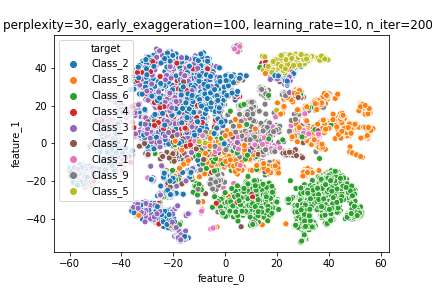 perplexity=30, early_exaggeration=100, learning_rate=10, n_iter=200
target
Class_2
Class_8
Class_6
Class_4
Class_3
Class_7
Class_1
Class_9
Class_5
feature_1
40
20
0
−20
−40
−60 −40 −20 0 20 40 60
feature_0